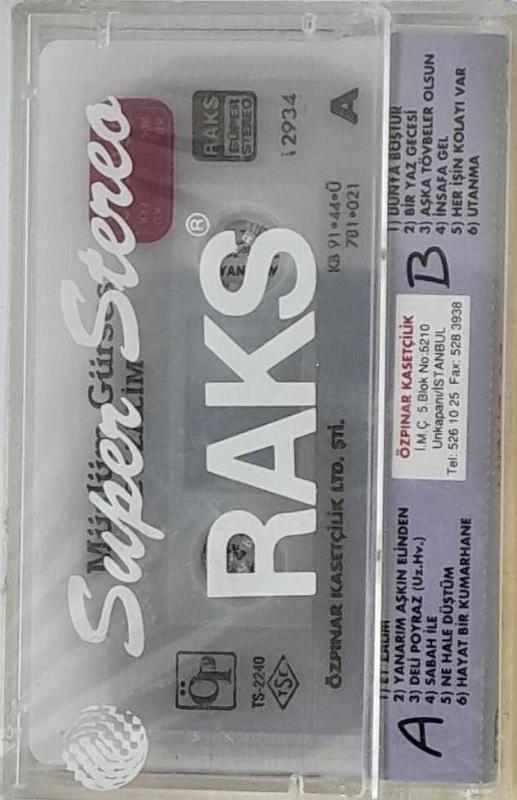 Super Stereo
RAKS®
Müslüm Gürses
RAKS
SÜPER
STEREO
12934
A
KB 91•44•Ü
781•021
ÖP
TS-2240
TSE
ÖZPINAR KASETÇİLİK LTD. ŞTİ.
A
2) YANARIM AŞKIN ELİNDEN
3) DELİ POYRAZ (Uz.Hv.)
4) SABAH İLE
5) NE HALE DÜŞTÜM
6) HAYAT BİR KUMARHANE
ÖZPINAR KASETÇİLİK
İ.M.Ç. 5.Blok No:5210
Unkapanı/İSTANBUL
Tel: 526 10 25 Fax: 528 3938
B
1) DÜNYA BOŞTUR
2) BİR YAZ GECESİ
3) AŞKA TÖVBELER OLSUN
4) İNSAFA GEL
5) HER İŞİN KOLAYI VAR
6) UTANMA